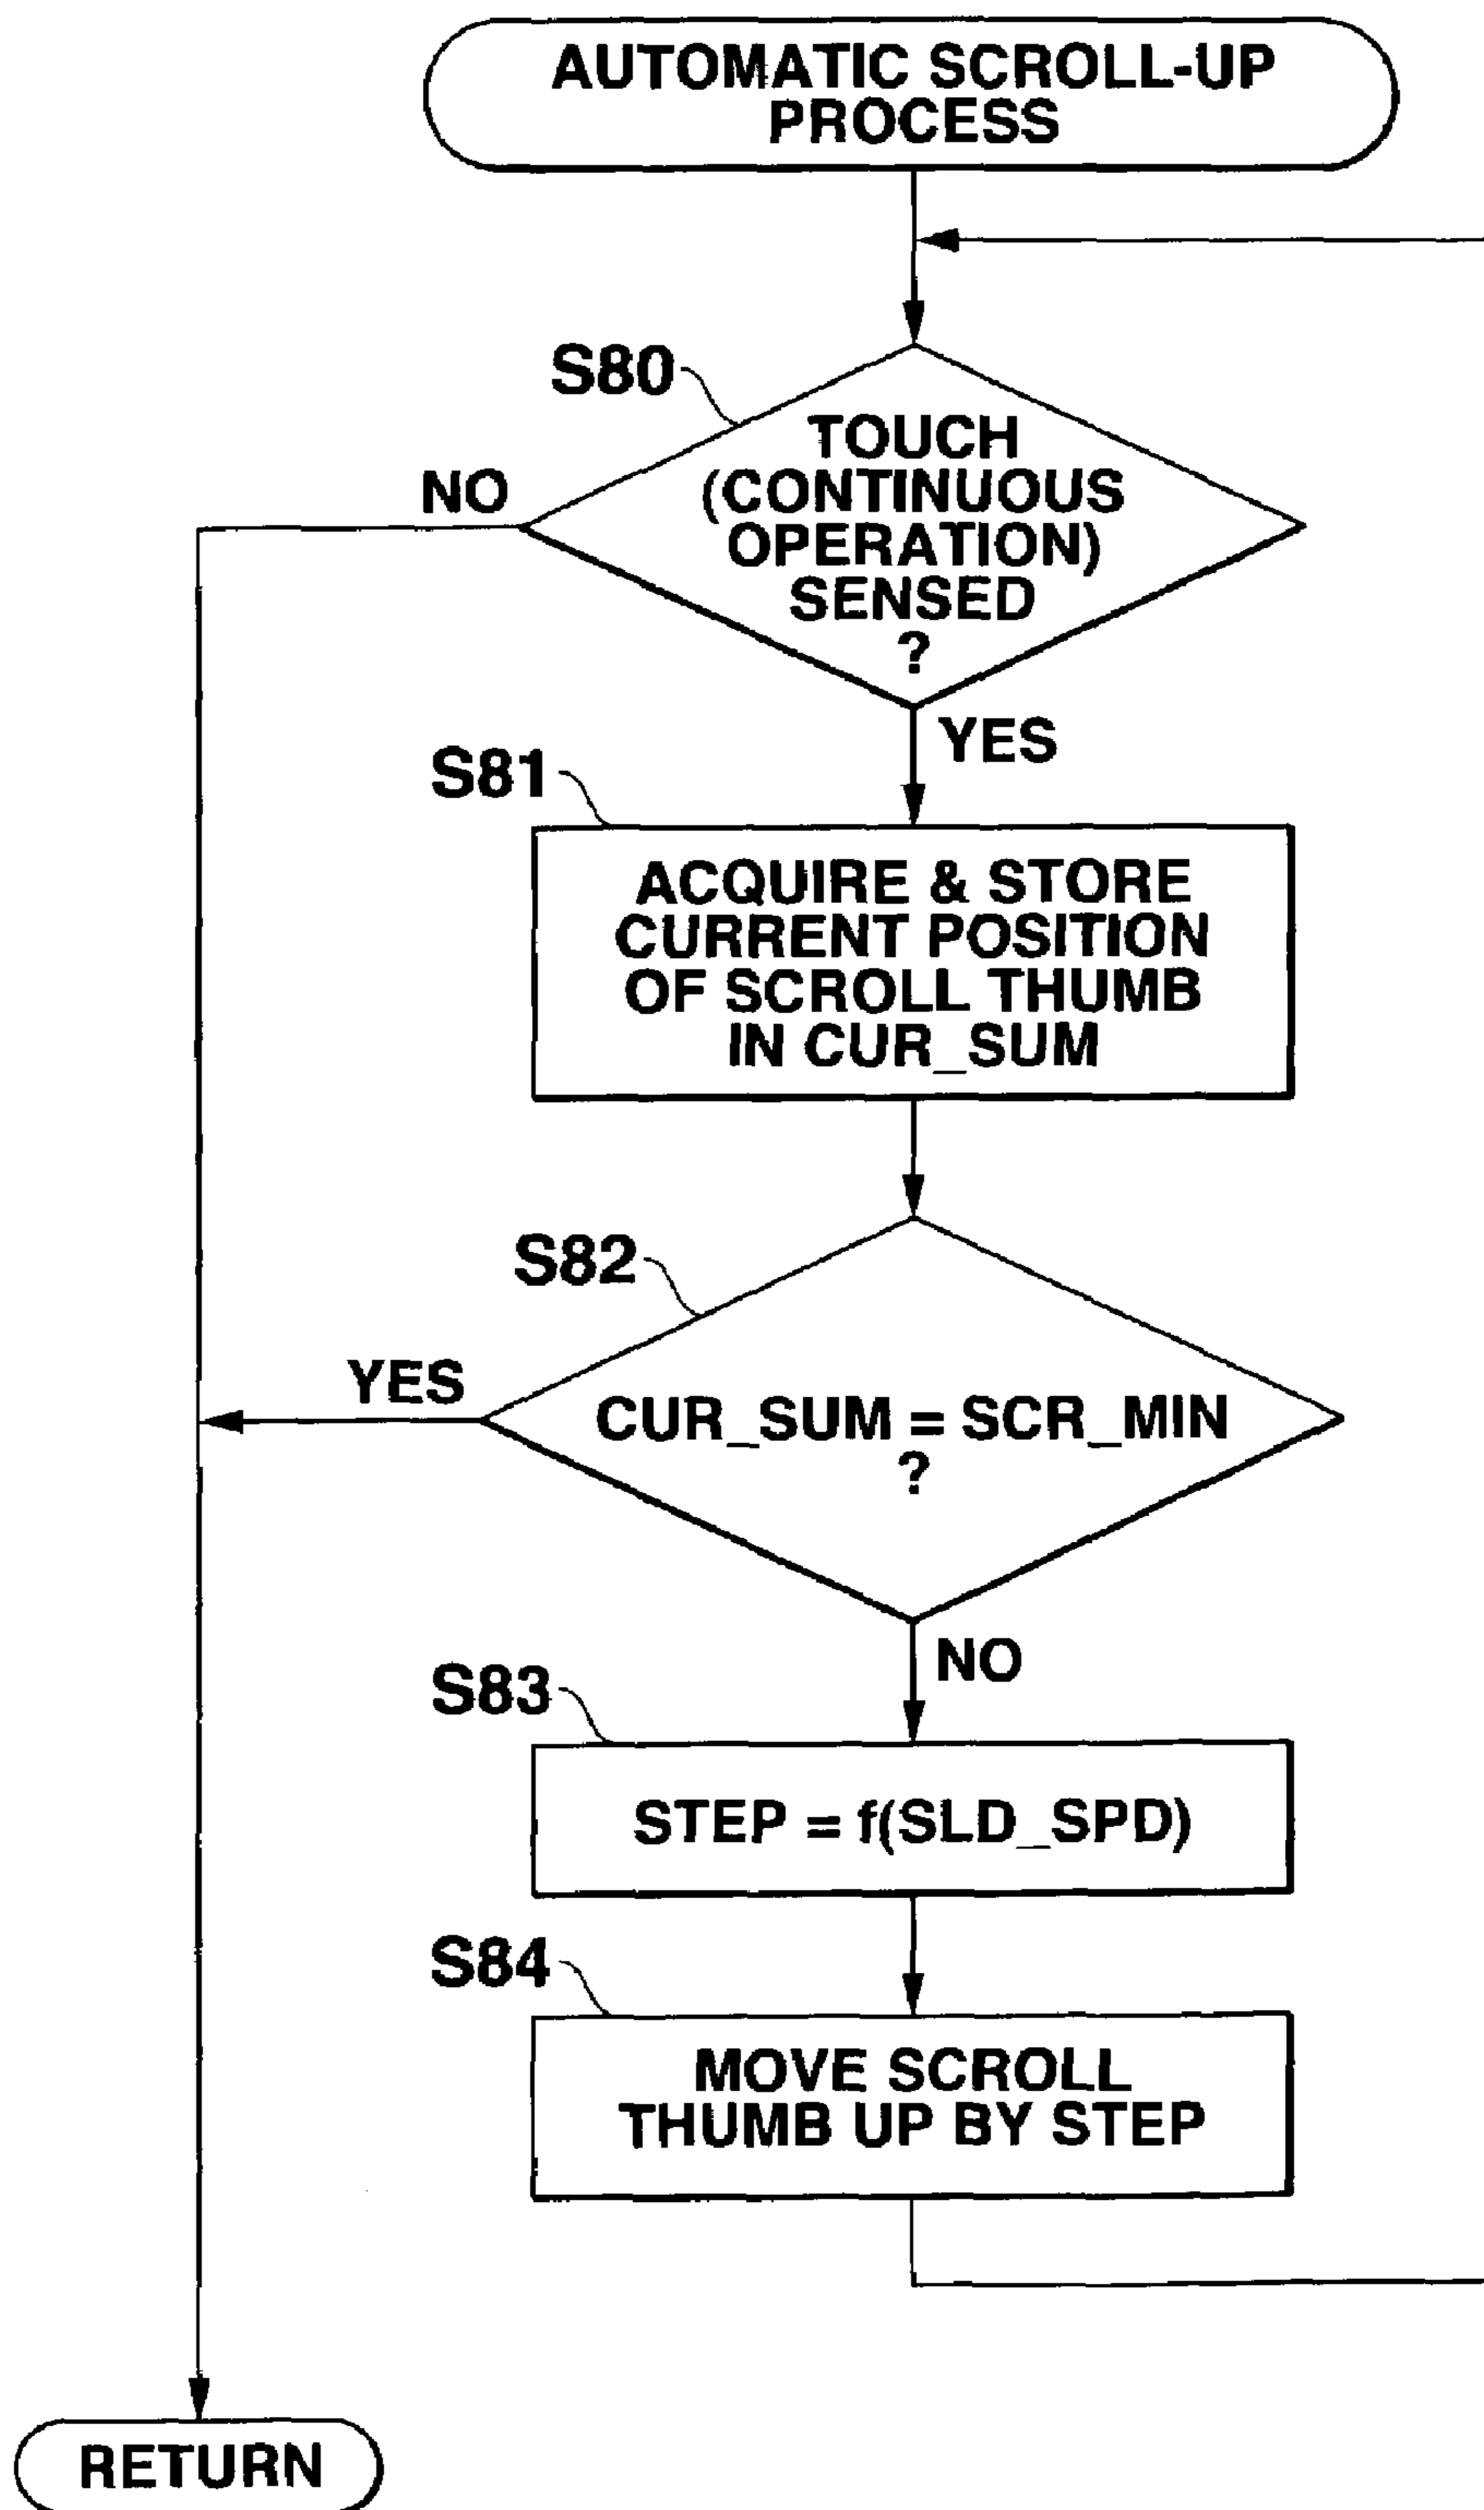 AUTOMATIC SCROLL-UP
PROCESS
S80
TOUCH
(CONTINUOUS
OPERATION)
SENSED
?
NO
YES
S81
ACQUIRE & STORE
CURRENT POSITION
OF SCROLL THUMB
IN CUR_SUM
S82
YES
CUR_SUM = SCR_MIN
?
NO
S83
STEP = f(SLD_SPD)
S84
MOVE SCROLL
THUMB UP BY STEP
RETURN